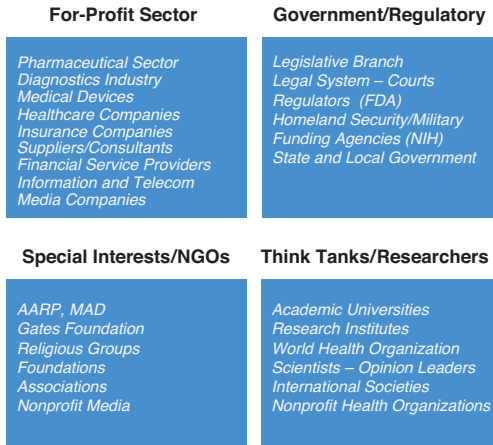 For-Profit Sector
Pharmaceutical Sector
Diagnostics Industry
Medical Devices
Healthcare Companies
Insurance Companies
Suppliers/Consultants
Financial Service Providers
Information and Telecom
Media Companies
Government/Regulatory
Legislative Branch
Legal System – Courts
Regulators (FDA)
Homeland Security/Military
Funding Agencies (NIH)
State and Local Government
Special Interests/NGOs
AARP, MAD
Gates Foundation
Religious Groups
Foundations
Associations
Nonprofit Media
Think Tanks/Researchers
Academic Universities
Research Institutes
World Health Organization
Scientists – Opinion Leaders
International Societies
Nonprofit Health Organizations